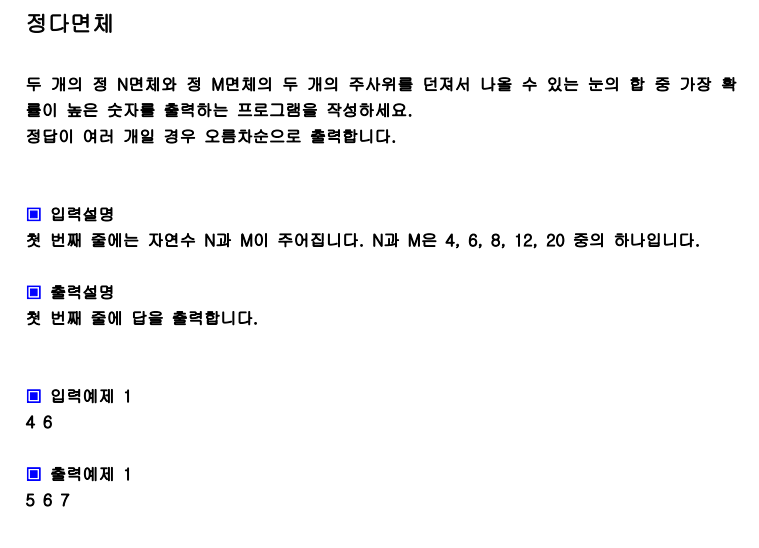 정다면체
두 개의 정 N면체와 정 M면체의 두 개의 주사위를 던져서 나올 수 있는 눈의 합 중 가장 확
률이 높은 숫자를 출력하는 프로그램을 작성하세요.
정답이 여러 개일 경우 오름차순으로 출력합니다.
▣ 입력설명
첫 번째 줄에는 자연수 N과 M이 주어집니다. N과 M은 4, 6, 8, 12, 20 중의 하나입니다.
▣ 출력설명
첫 번째 줄에 답을 출력합니다.
▣ 입력예제 1
4 6
▣ 출력예제 1
5 6 7